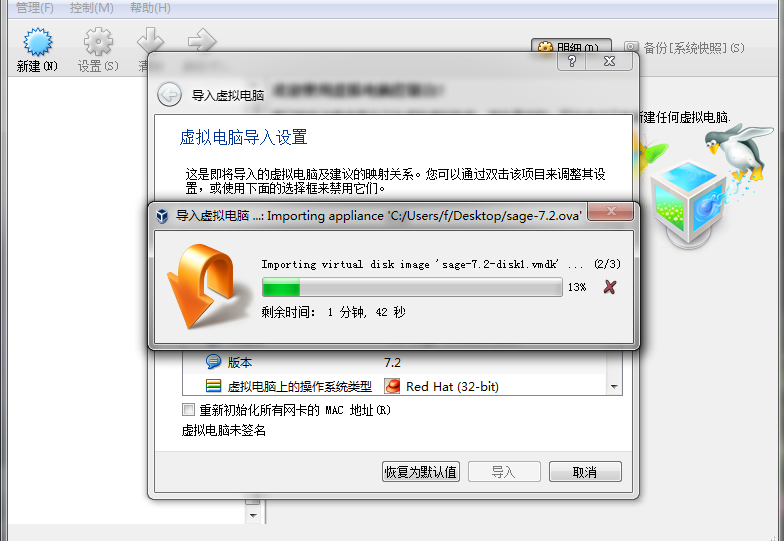 管理(F) 控制(M) 帮助(H)
新建(N) 设置(S) 清
明细(D) 备份[系统快照](S)
导入虚拟电脑
建任何虚拟电脑.
虚拟电脑导入设置
这是即将导入的虚拟电脑及建议的映射关系。您可以通过双击该项目来调整其设
置，或使用下面的选择框来禁用它们。
导入虚拟电脑 ...: Importing appliance 'C:/Users/f/Desktop/sage-7.2.ova'
Importing virtual disk image 'sage-7.2-disk1.vmdk' ... (2/3)
13%
剩余时间： 1 分钟, 42 秒
版本 7.2
虚拟电脑上的操作系统类型 Red Hat (32-bit)
重新初始化所有网卡的 MAC 地址(R)
虚拟电脑未签名
恢复为默认值 导入 取消